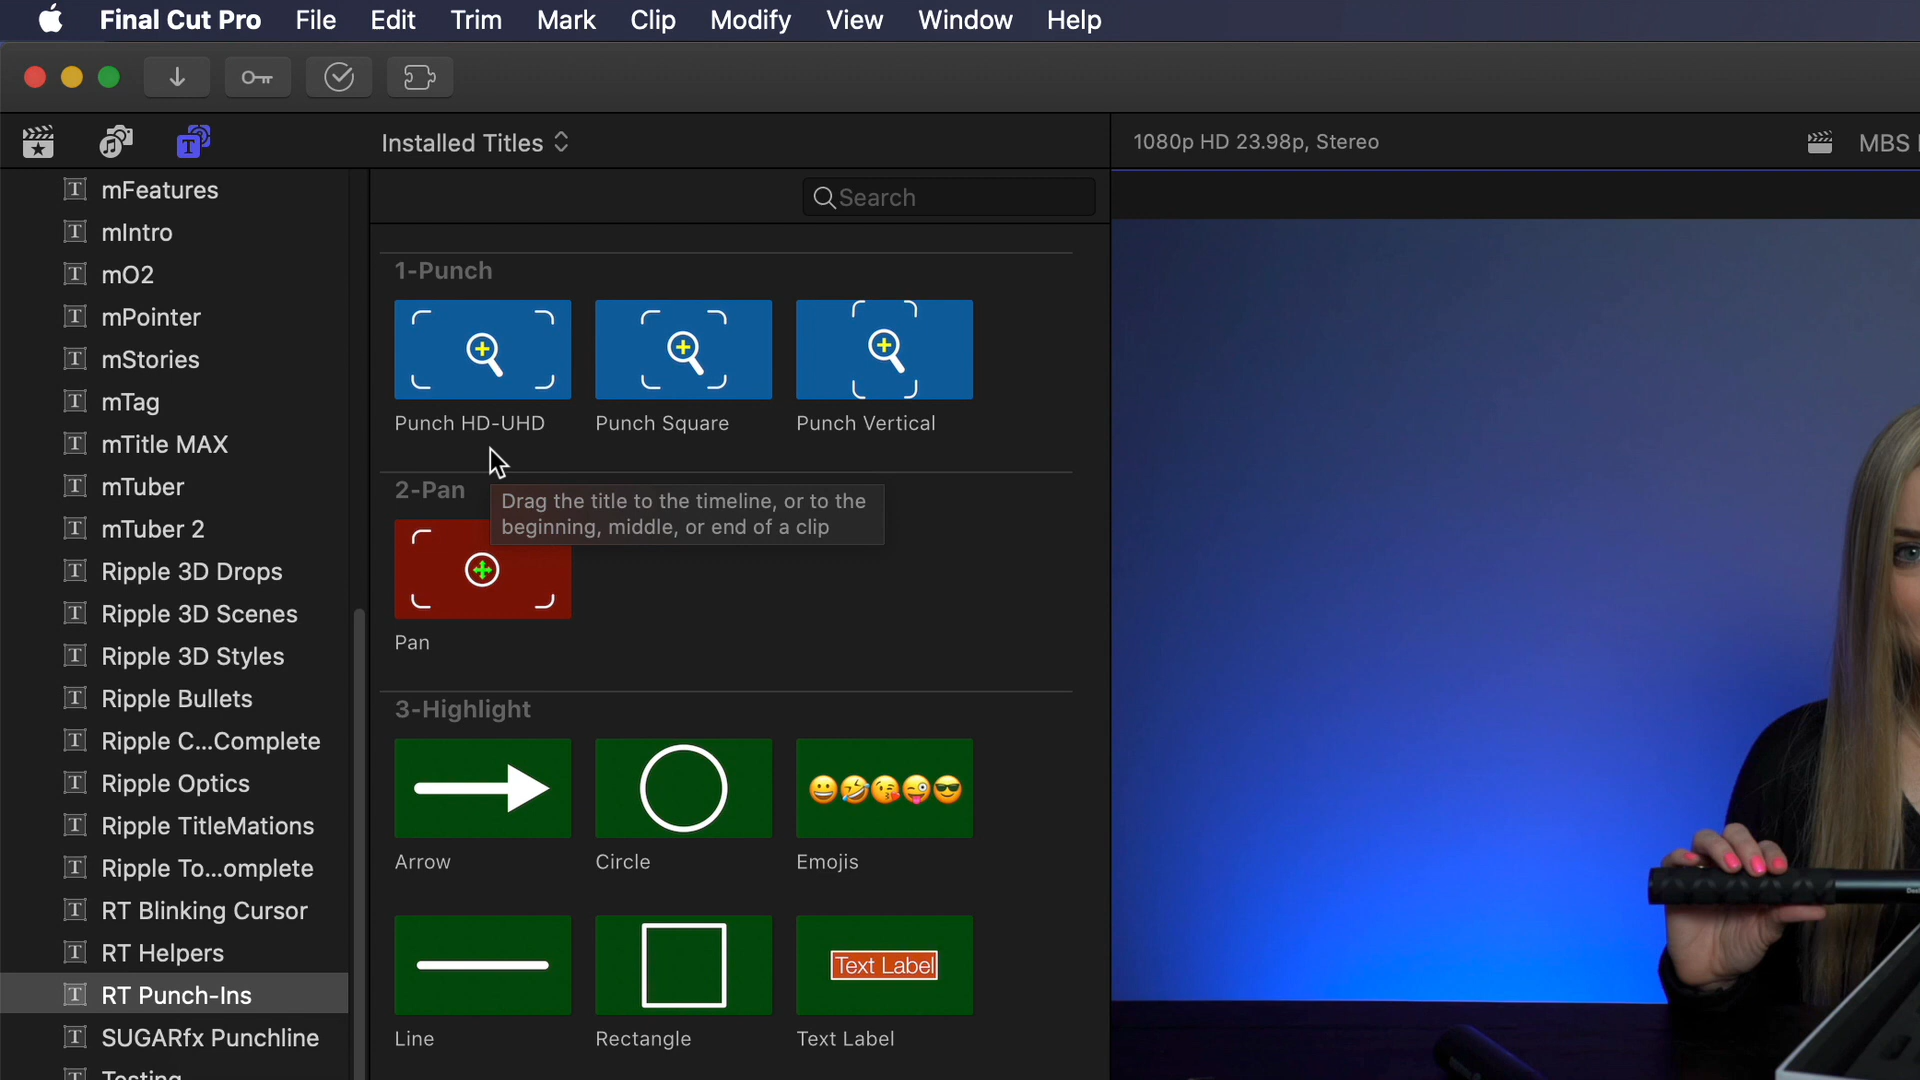 Final Cut Pro File Edit Trim Mark Clip Modify View Window Help
Installed Titles
1080p HD 23.98p, Stereo
MBS
Search
mFeatures
mIntro
mO2
mPointer
mStories
mTag
mTitle MAX
mTuber
mTuber 2
Ripple 3D Drops
Ripple 3D Scenes
Ripple 3D Styles
Ripple Bullets
Ripple C...Complete
Ripple Optics
Ripple TitleMations
Ripple To...omplete
RT Blinking Cursor
RT Helpers
RT Punch-Ins
SUGARfx Punchline
Testing
1-Punch
Punch HD-UHD
Punch Square
Punch Vertical
2-Pan
Drag the title to the timeline, or to the
beginning, middle, or end of a clip
Pan
3-Highlight
Arrow
Circle
Emojis
Text Label
Line
Rectangle
Text Label